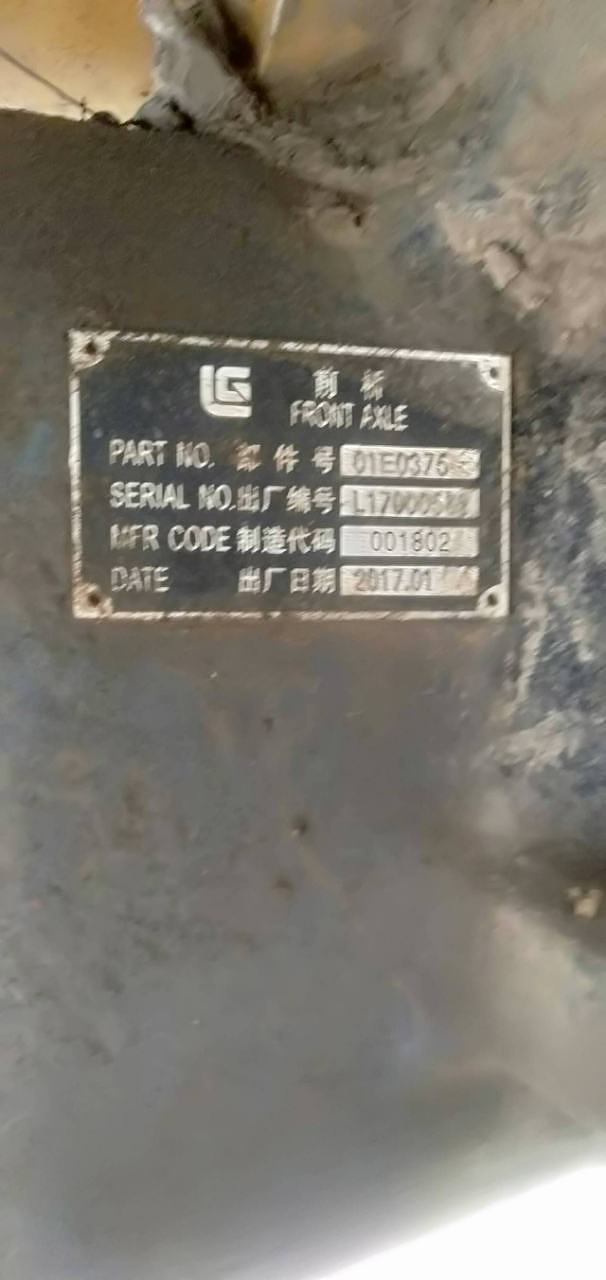 LG 前桥
FRONT AXLE
PART NO. 部件号 01E0375
SERIAL NO. 出厂编号
MFR CODE 制造代码 001802
DATE 出厂日期 2017.01